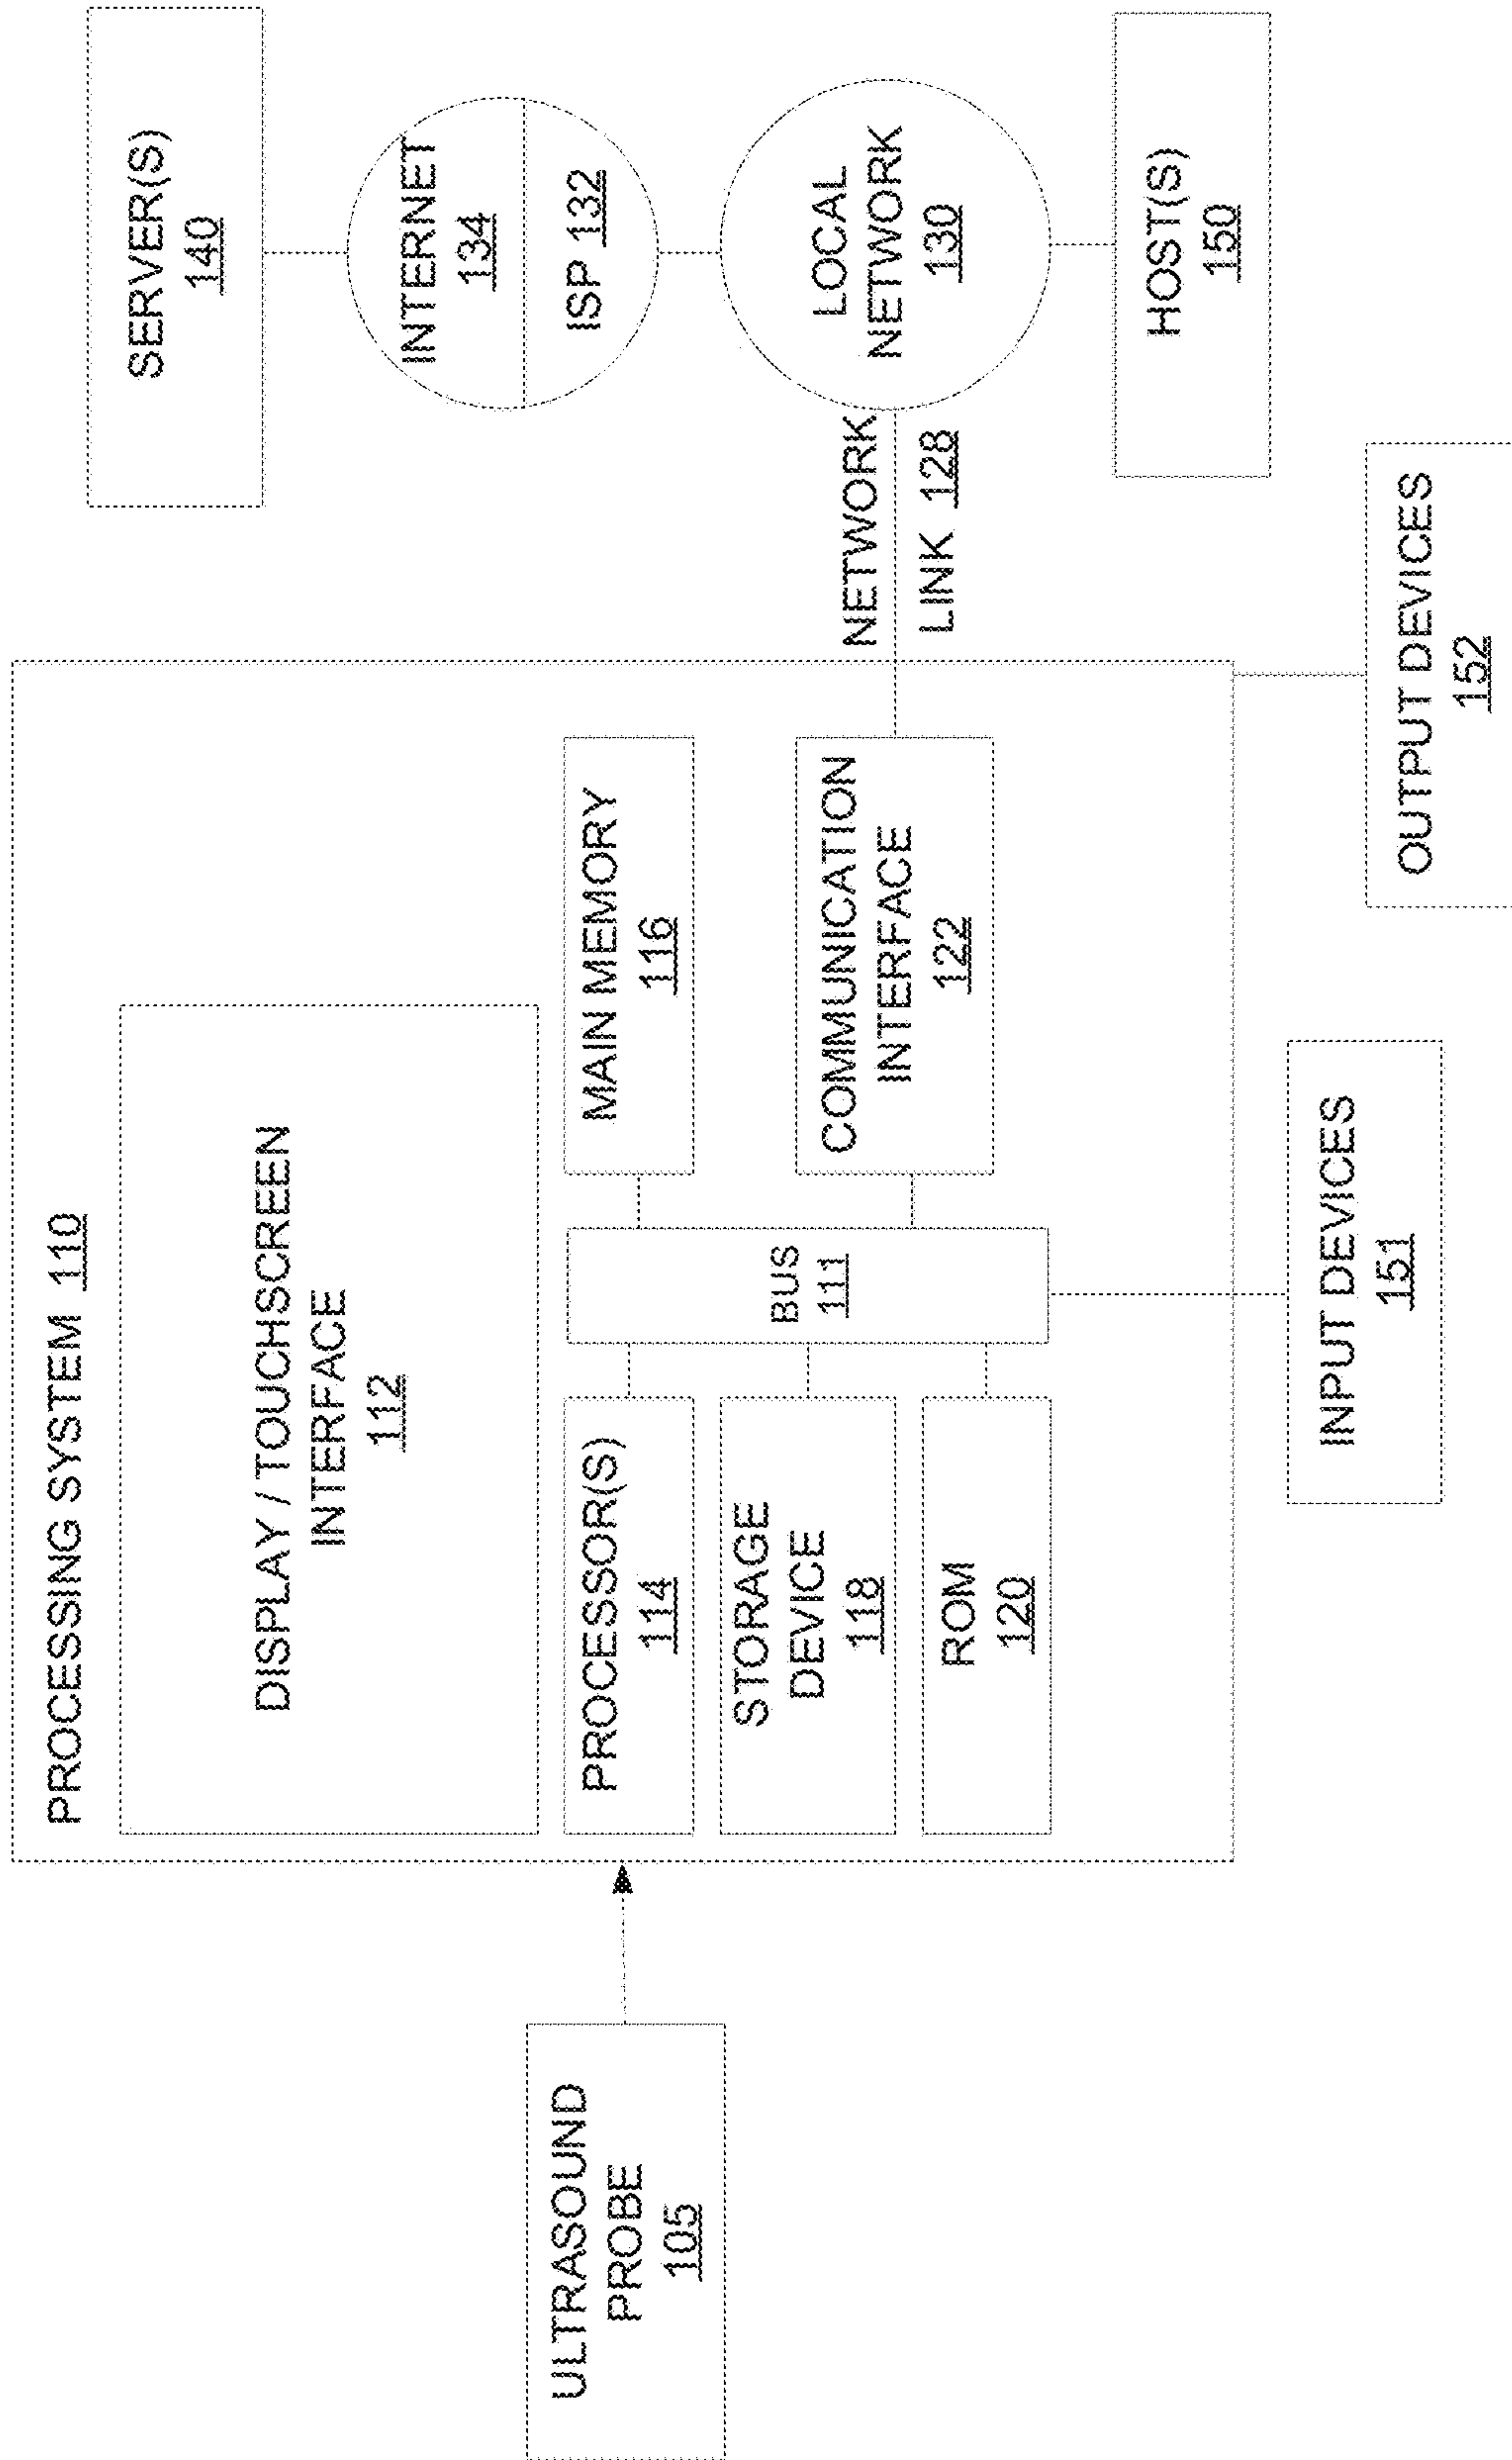 PROCESSING SYSTEM 110
DISPLAY / TOUCHSCREEN
INTERFACE
112
PROCESSOR(S)
114
STORAGE
DEVICE
118
ROM
120
BUS
111
MAIN MEMORY
116
COMMUNICATION
INTERFACE
122
ULTRASOUND
PROBE
105
INPUT DEVICES
151
OUTPUT DEVICES
152
NETWORK
LINK 128
SERVER(S)
140
INTERNET
134
ISP 132
LOCAL
NETWORK
130
HOST(S)
150